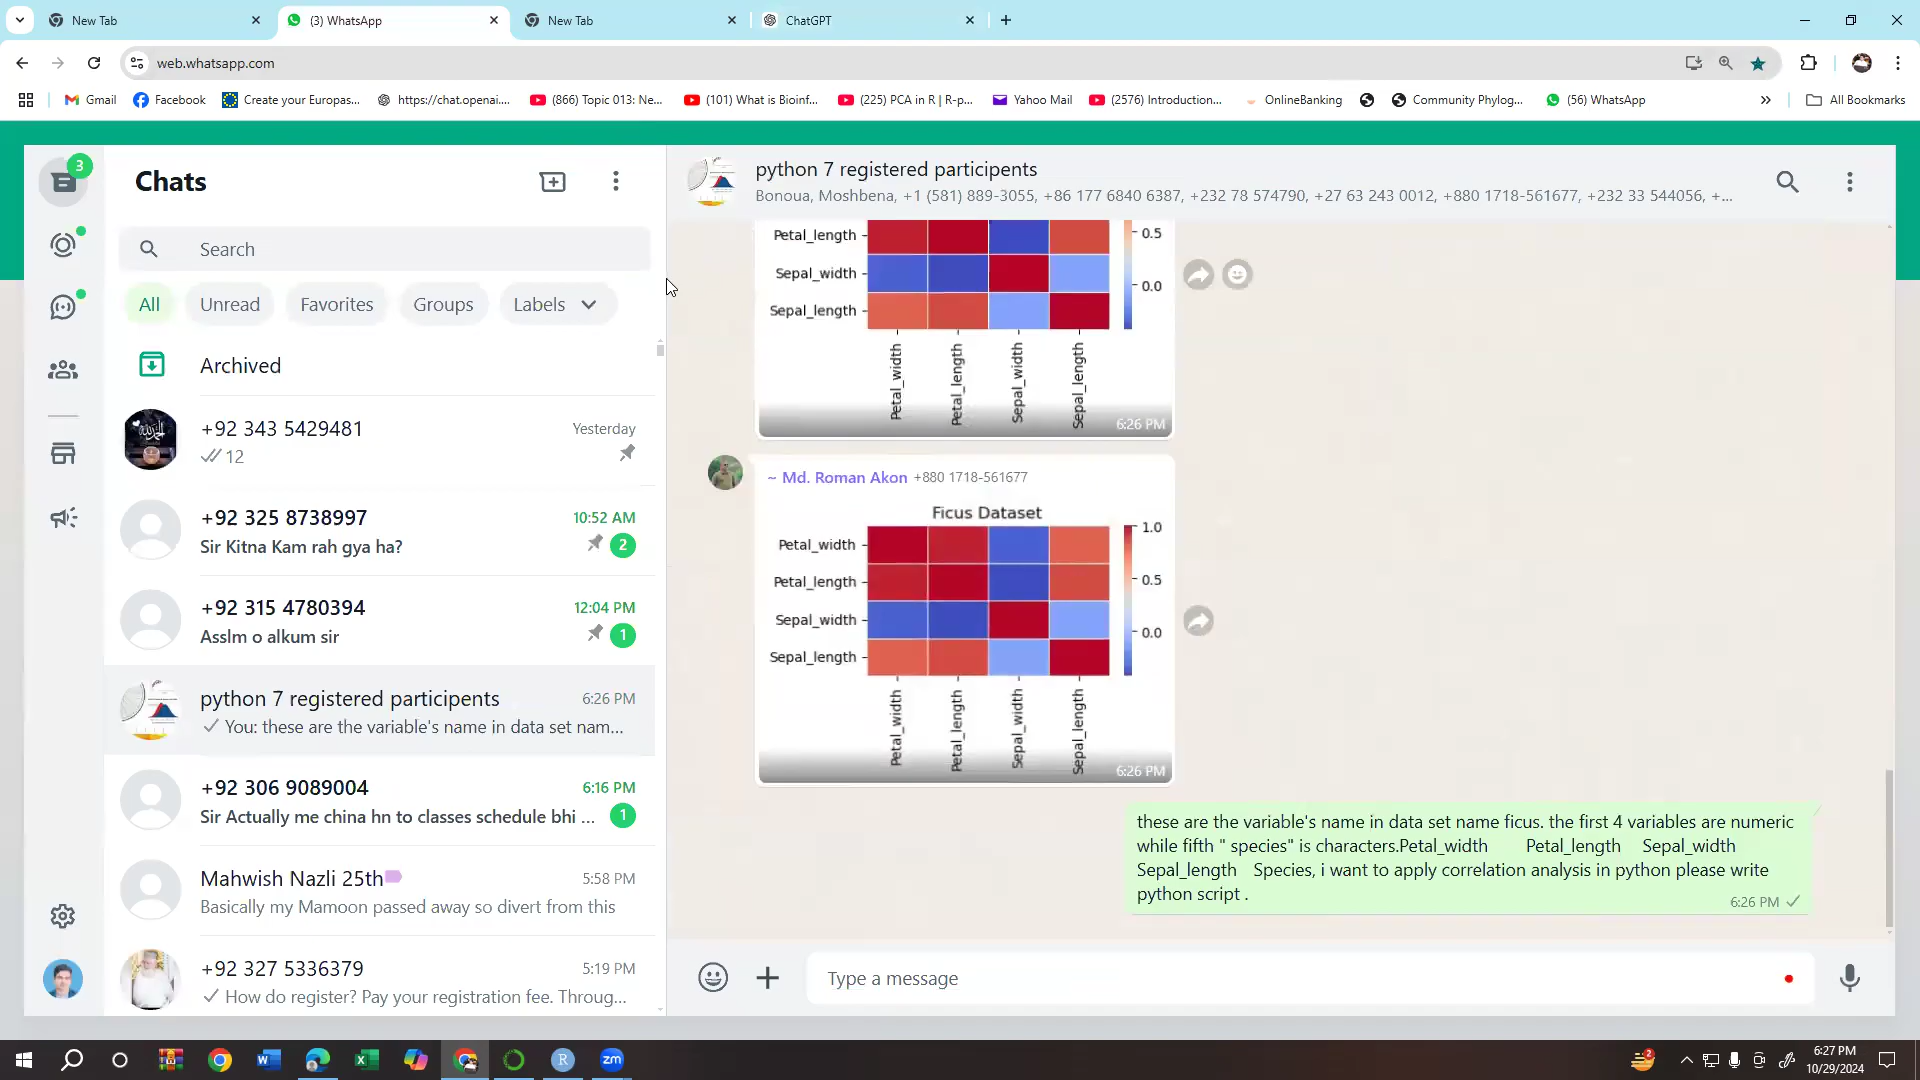 New Tab
(3) WhatsApp
New Tab
ChatGPT
web.whatsapp.com
Gmail
Facebook
Create your Europas...
https://chat.openai....
(866) Topic 013: Ne...
(101) What is Bioinf...
(225) PCA in R | R-p...
Yahoo Mail
(2576) Introduction...
OnlineBanking
Community Phylog...
(56) WhatsApp
All Bookmarks
3
Chats
Search
All
Unread
Favorites
Groups
Labels
Archived
+92 343 5429481
Yesterday
12
+92 325 8738997
10:52 AM
Sir Kitna Kam rah gya ha?
2
+92 315 4780394
12:04 PM
Asslm o alkum sir
1
python 7 registered participents
6:26 PM
You: these are the variable's name in data set nam...
+92 306 9089004
6:16 PM
Sir Actually me china hn to classes schedule bhi ...
1
Mahwish Nazli 25th
5:58 PM
Basically my Mamoon passed away so divert from this
+92 327 5336379
5:19 PM
How do register? Pay your registration fee. Throug...
python 7 registered participents
Bonoua, Moshbena, +1 (581) 889-3055, +86 177 6840 6387, +232 78 574790, +27 63 243 0012, +880 1718-561677, +232 33 544056, +...
Petal_length
0.5
Sepal_width
0.0
Sepal_length
Petal_width
Petal_length
Sepal_width
Sepal_length
6:26 PM
~ Md. Roman Akon +880 1718-561677
Ficus Dataset
Petal_width
1.0
Petal_length
0.5
Sepal_width
0.0
Sepal_length
Petal_width
Petal_length
Sepal_width
Sepal_length
6:26 PM
these are the variable's name in data set name ficus. the first 4 variables are numeric
while fifth " species" is characters.Petal_width Petal_length Sepal_width
Sepal_length Species, i want to apply correlation analysis in python please write
python script .
6:26 PM
Type a message
zm
2
6:27 PM
10/29/2024